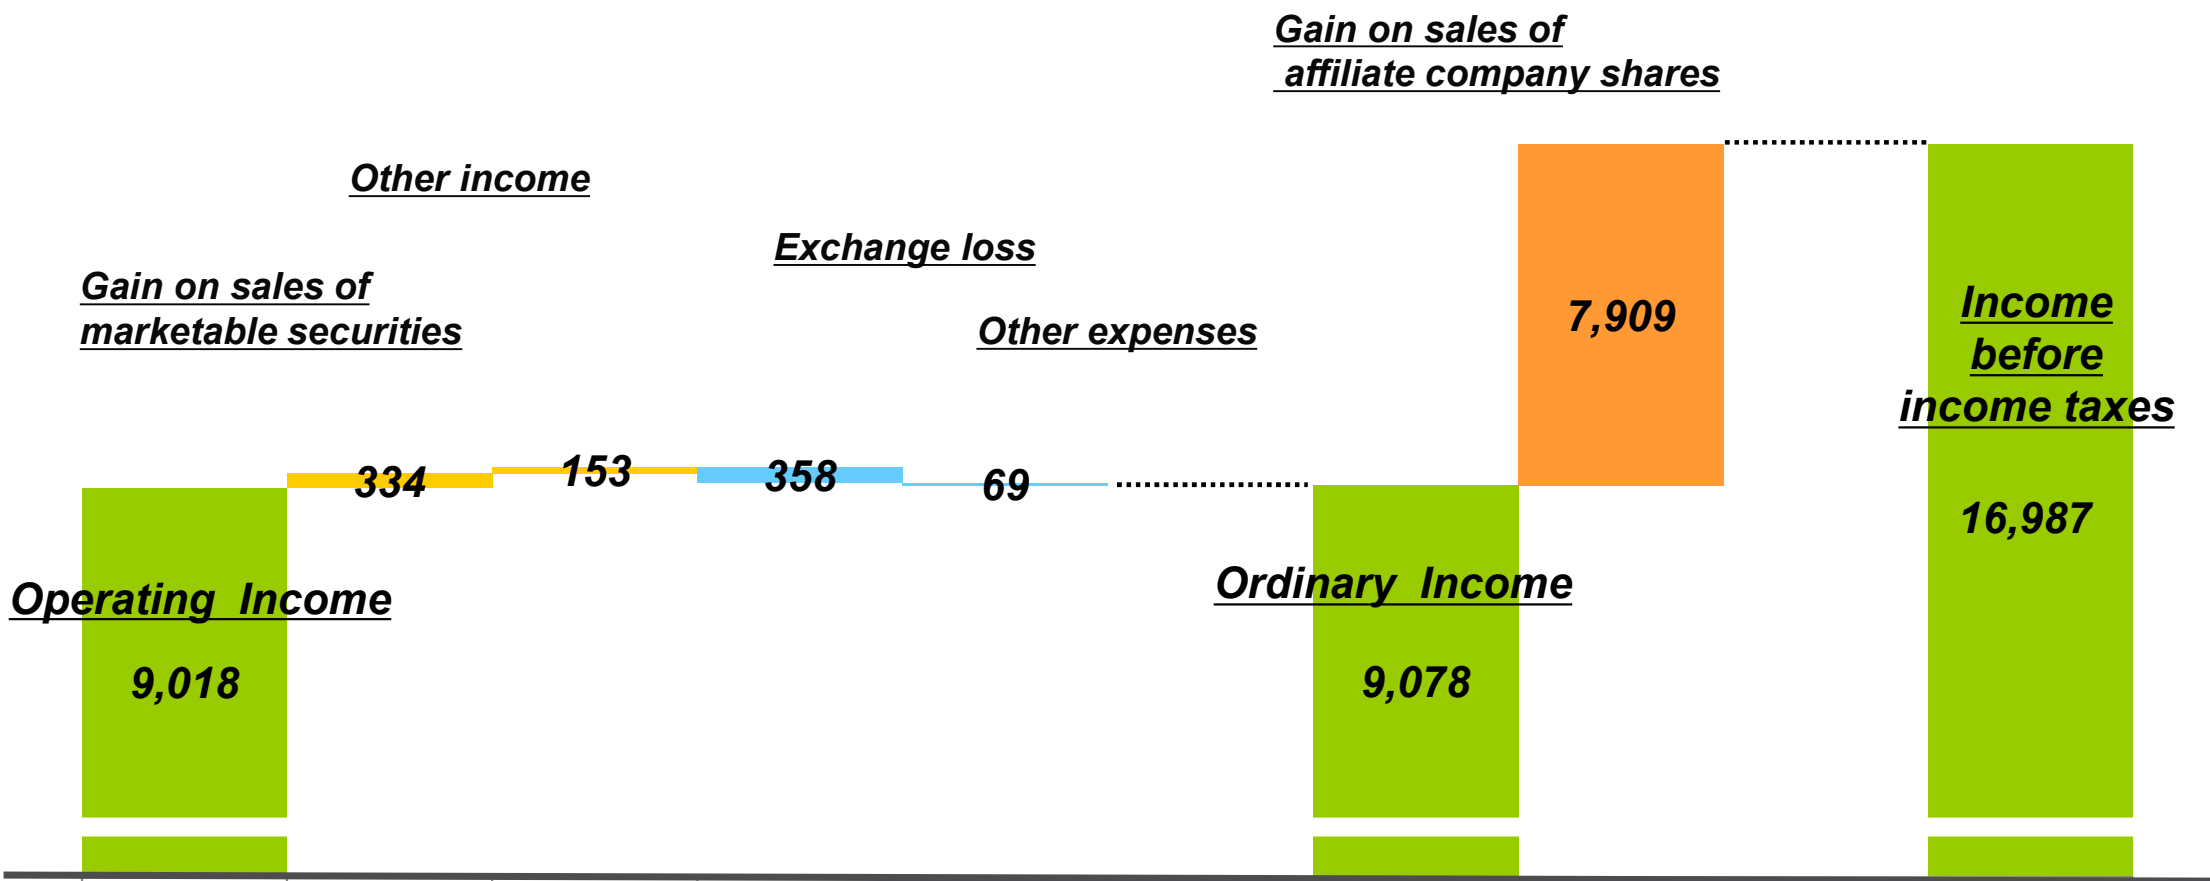 Gain on sales of
affiliate company shares
Other income
Exchange loss
Gain on sales of
marketable securities
Other expenses
7,909
Income
before
income taxes
334
153
358
69
16,987
Operating Income
Ordinary Income
9,018
9,078